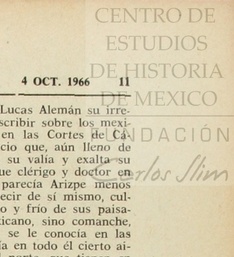 CENTRO DE
ESTUDIOS
DE HISTORIA
DE MEXICO
FUNDACIÓN
Carlos Slim
4 OCT. 1966 11
Lucas Alemán su irre-
scribir sobre los mexi-
en las Cortes de Cá-
cio que, aún lleno de
su valía y exalta su
ue clérigo y doctor en
parecía Arizpe menos
ecir de sí mismo, cul-
o y frío de sus paisa-
icano, sino comanche,
se le conocía en las
ía en todo él cierto ai-